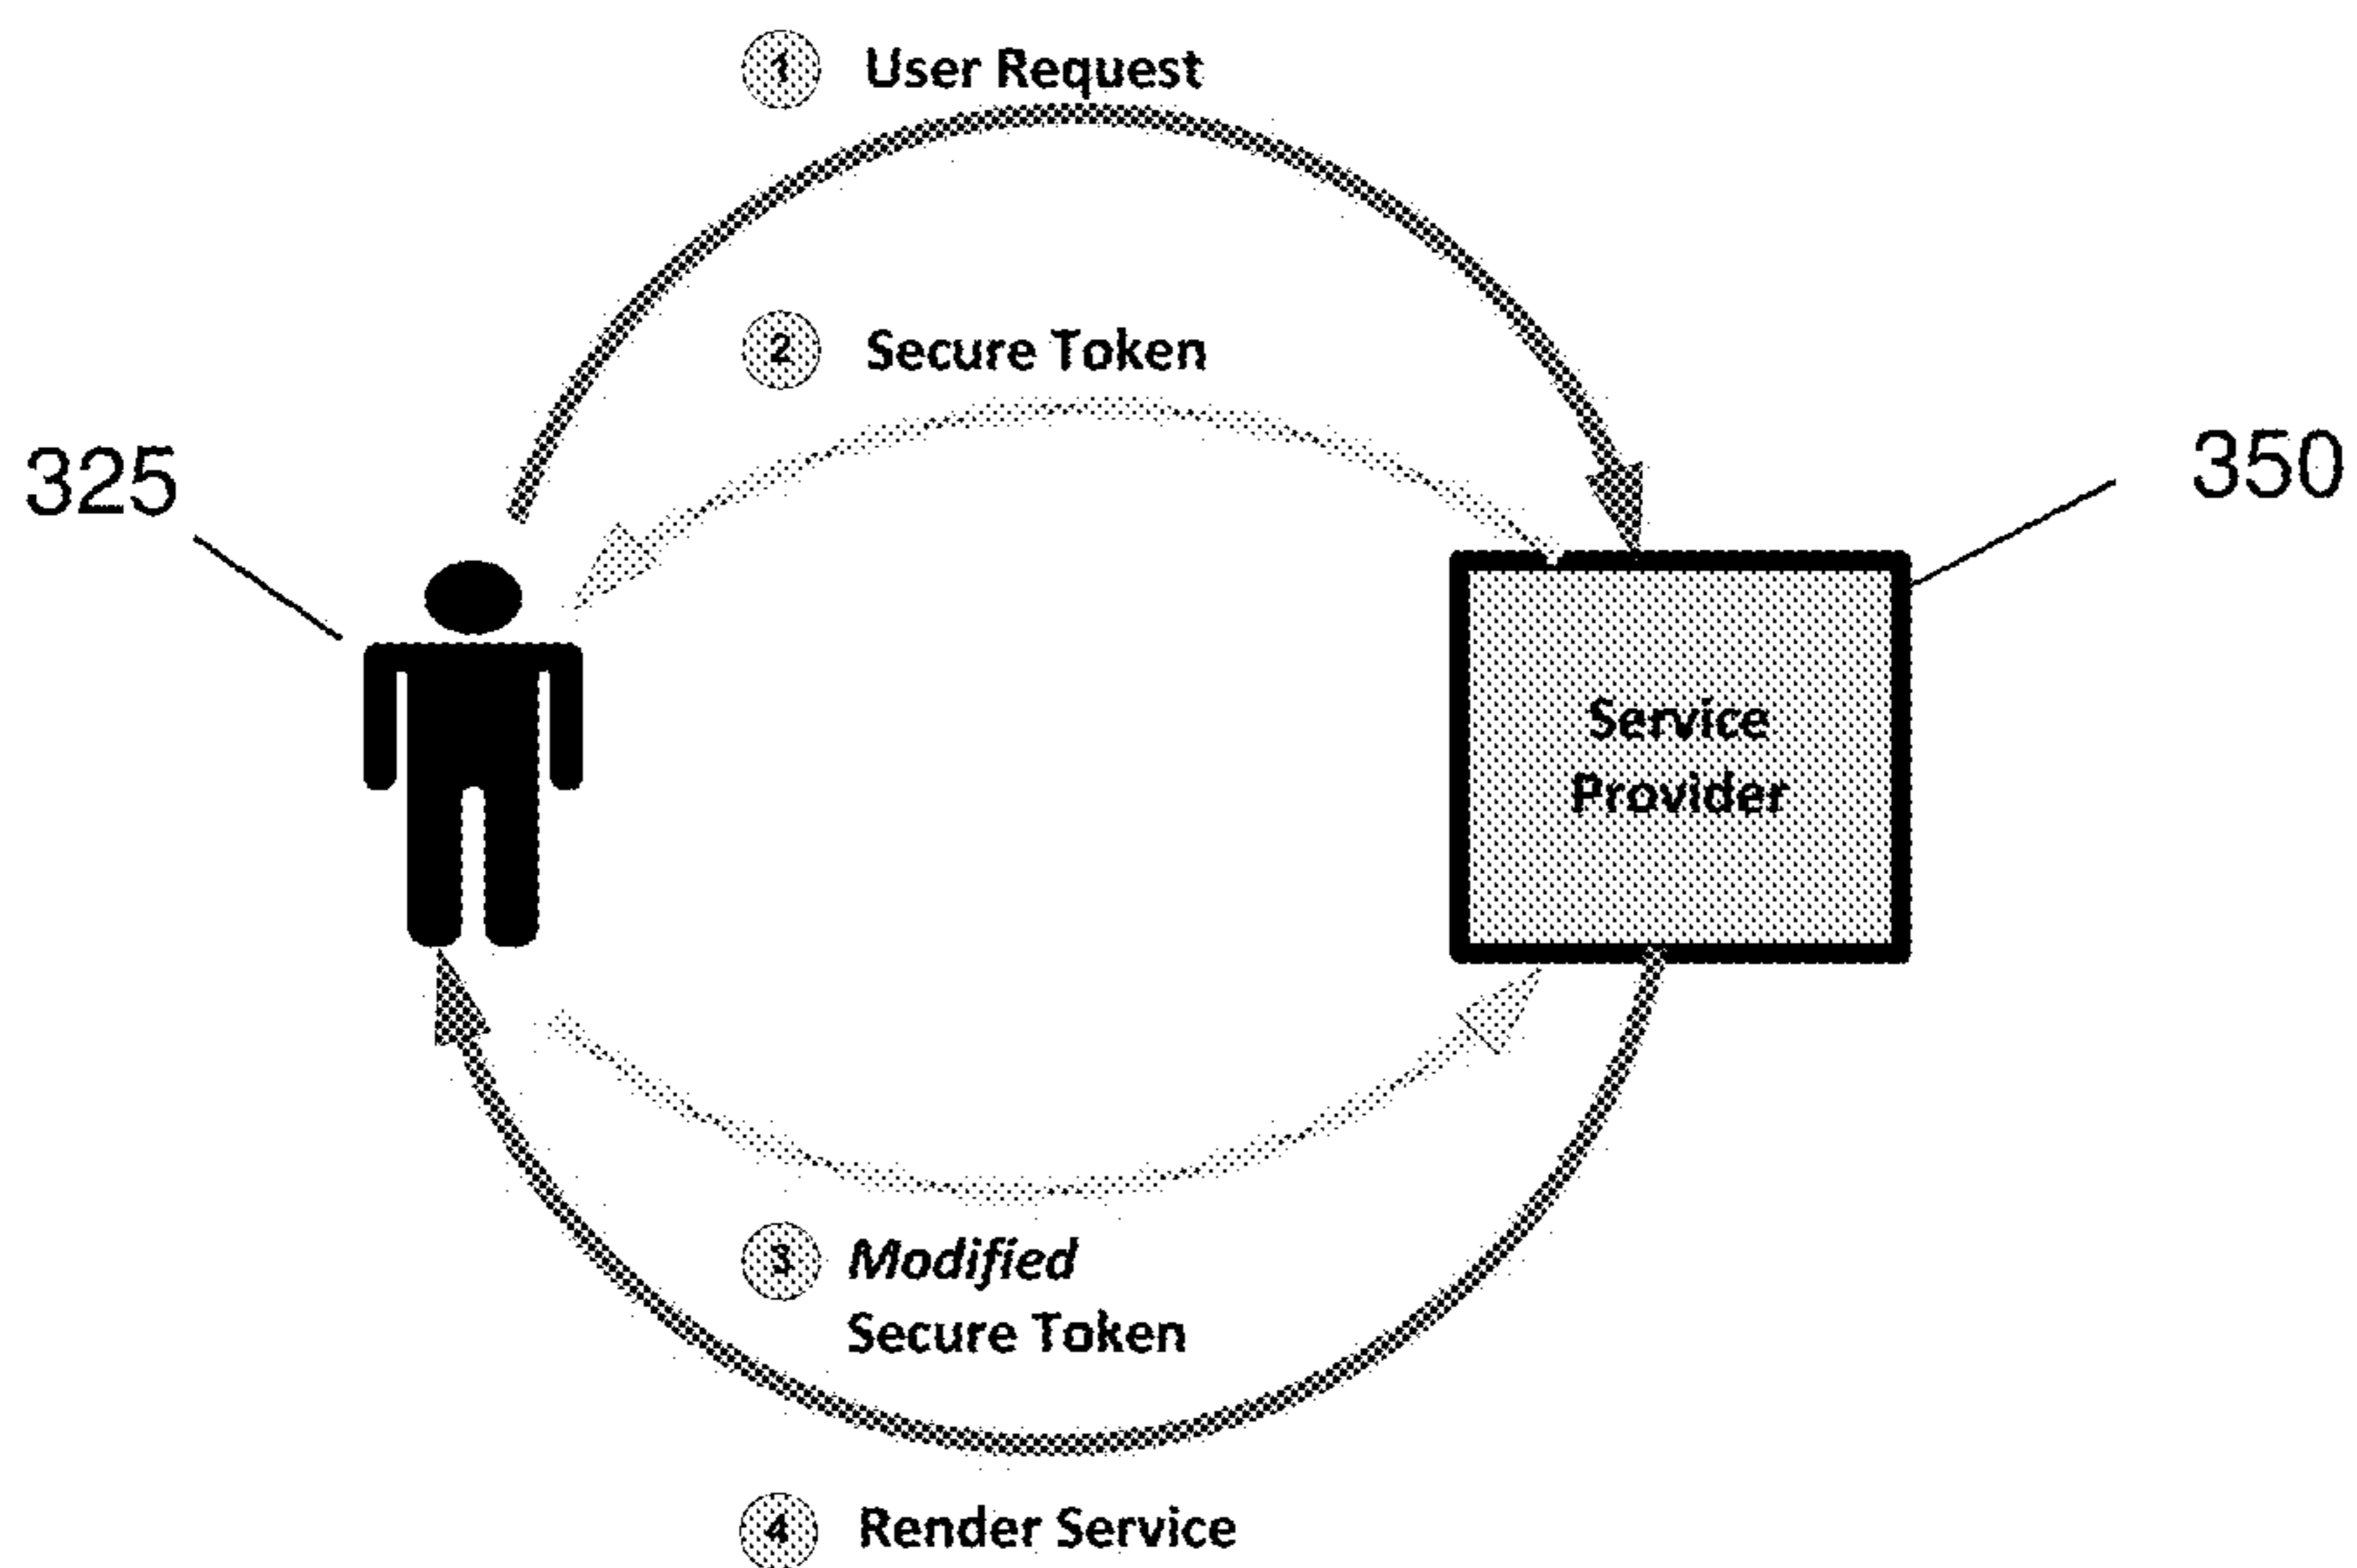 1 User Request
2 Secure Token
325
350
Service
Provider
3 Modified
Secure Token
4 Render Service